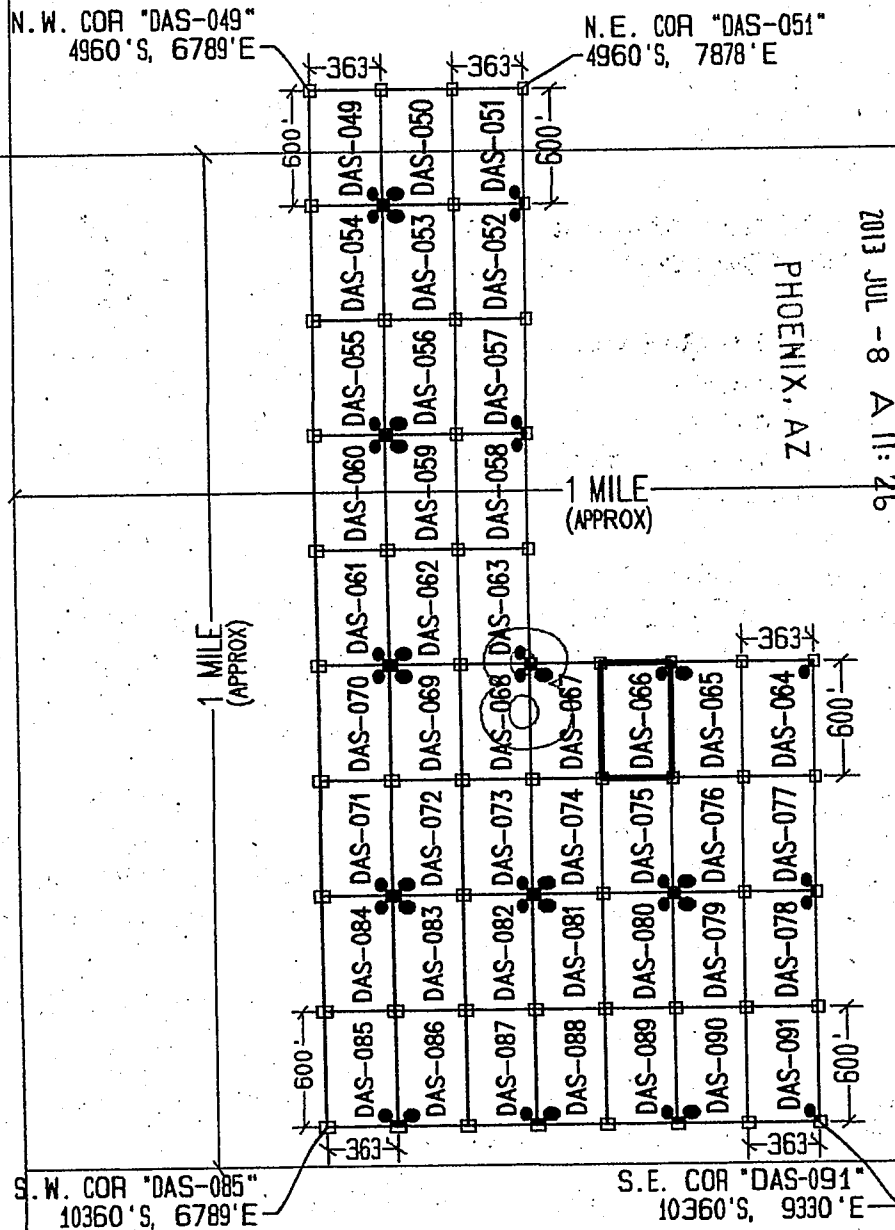 N.W. COR "DAS-049"
4960'S, 6789'E
N.E. COR "DAS-051"
4960'S, 7878'E
363
363
600'
DAS-049
DAS-050
DAS-051
600'
DAS-054
DAS-053
DAS-052
2013 JUL -8 A 11: 26
PHOENIX, AZ
DAS-055
DAS-056
DAS-057
DAS-060
DAS-059
DAS-058
1 MILE
(APPROX)
DAS-061
DAS-062
DAS-063
1 MILE
(APPROX)
363
DAS-070
DAS-069
DAS-068
DAS-067
DAS-066
DAS-065
DAS-064
600'
DAS-071
DAS-072
DAS-073
DAS-074
DAS-075
DAS-076
DAS-077
DAS-084
DAS-083
DAS-082
DAS-081
DAS-080
DAS-079
DAS-078
600'
DAS-085
DAS-086
DAS-087
DAS-088
DAS-089
DAS-090
DAS-091
600'
363
363
S.W. COR "DAS-085"
10360'S, 6789'E
S.E. COR "DAS-091"
10360'S, 9330'E